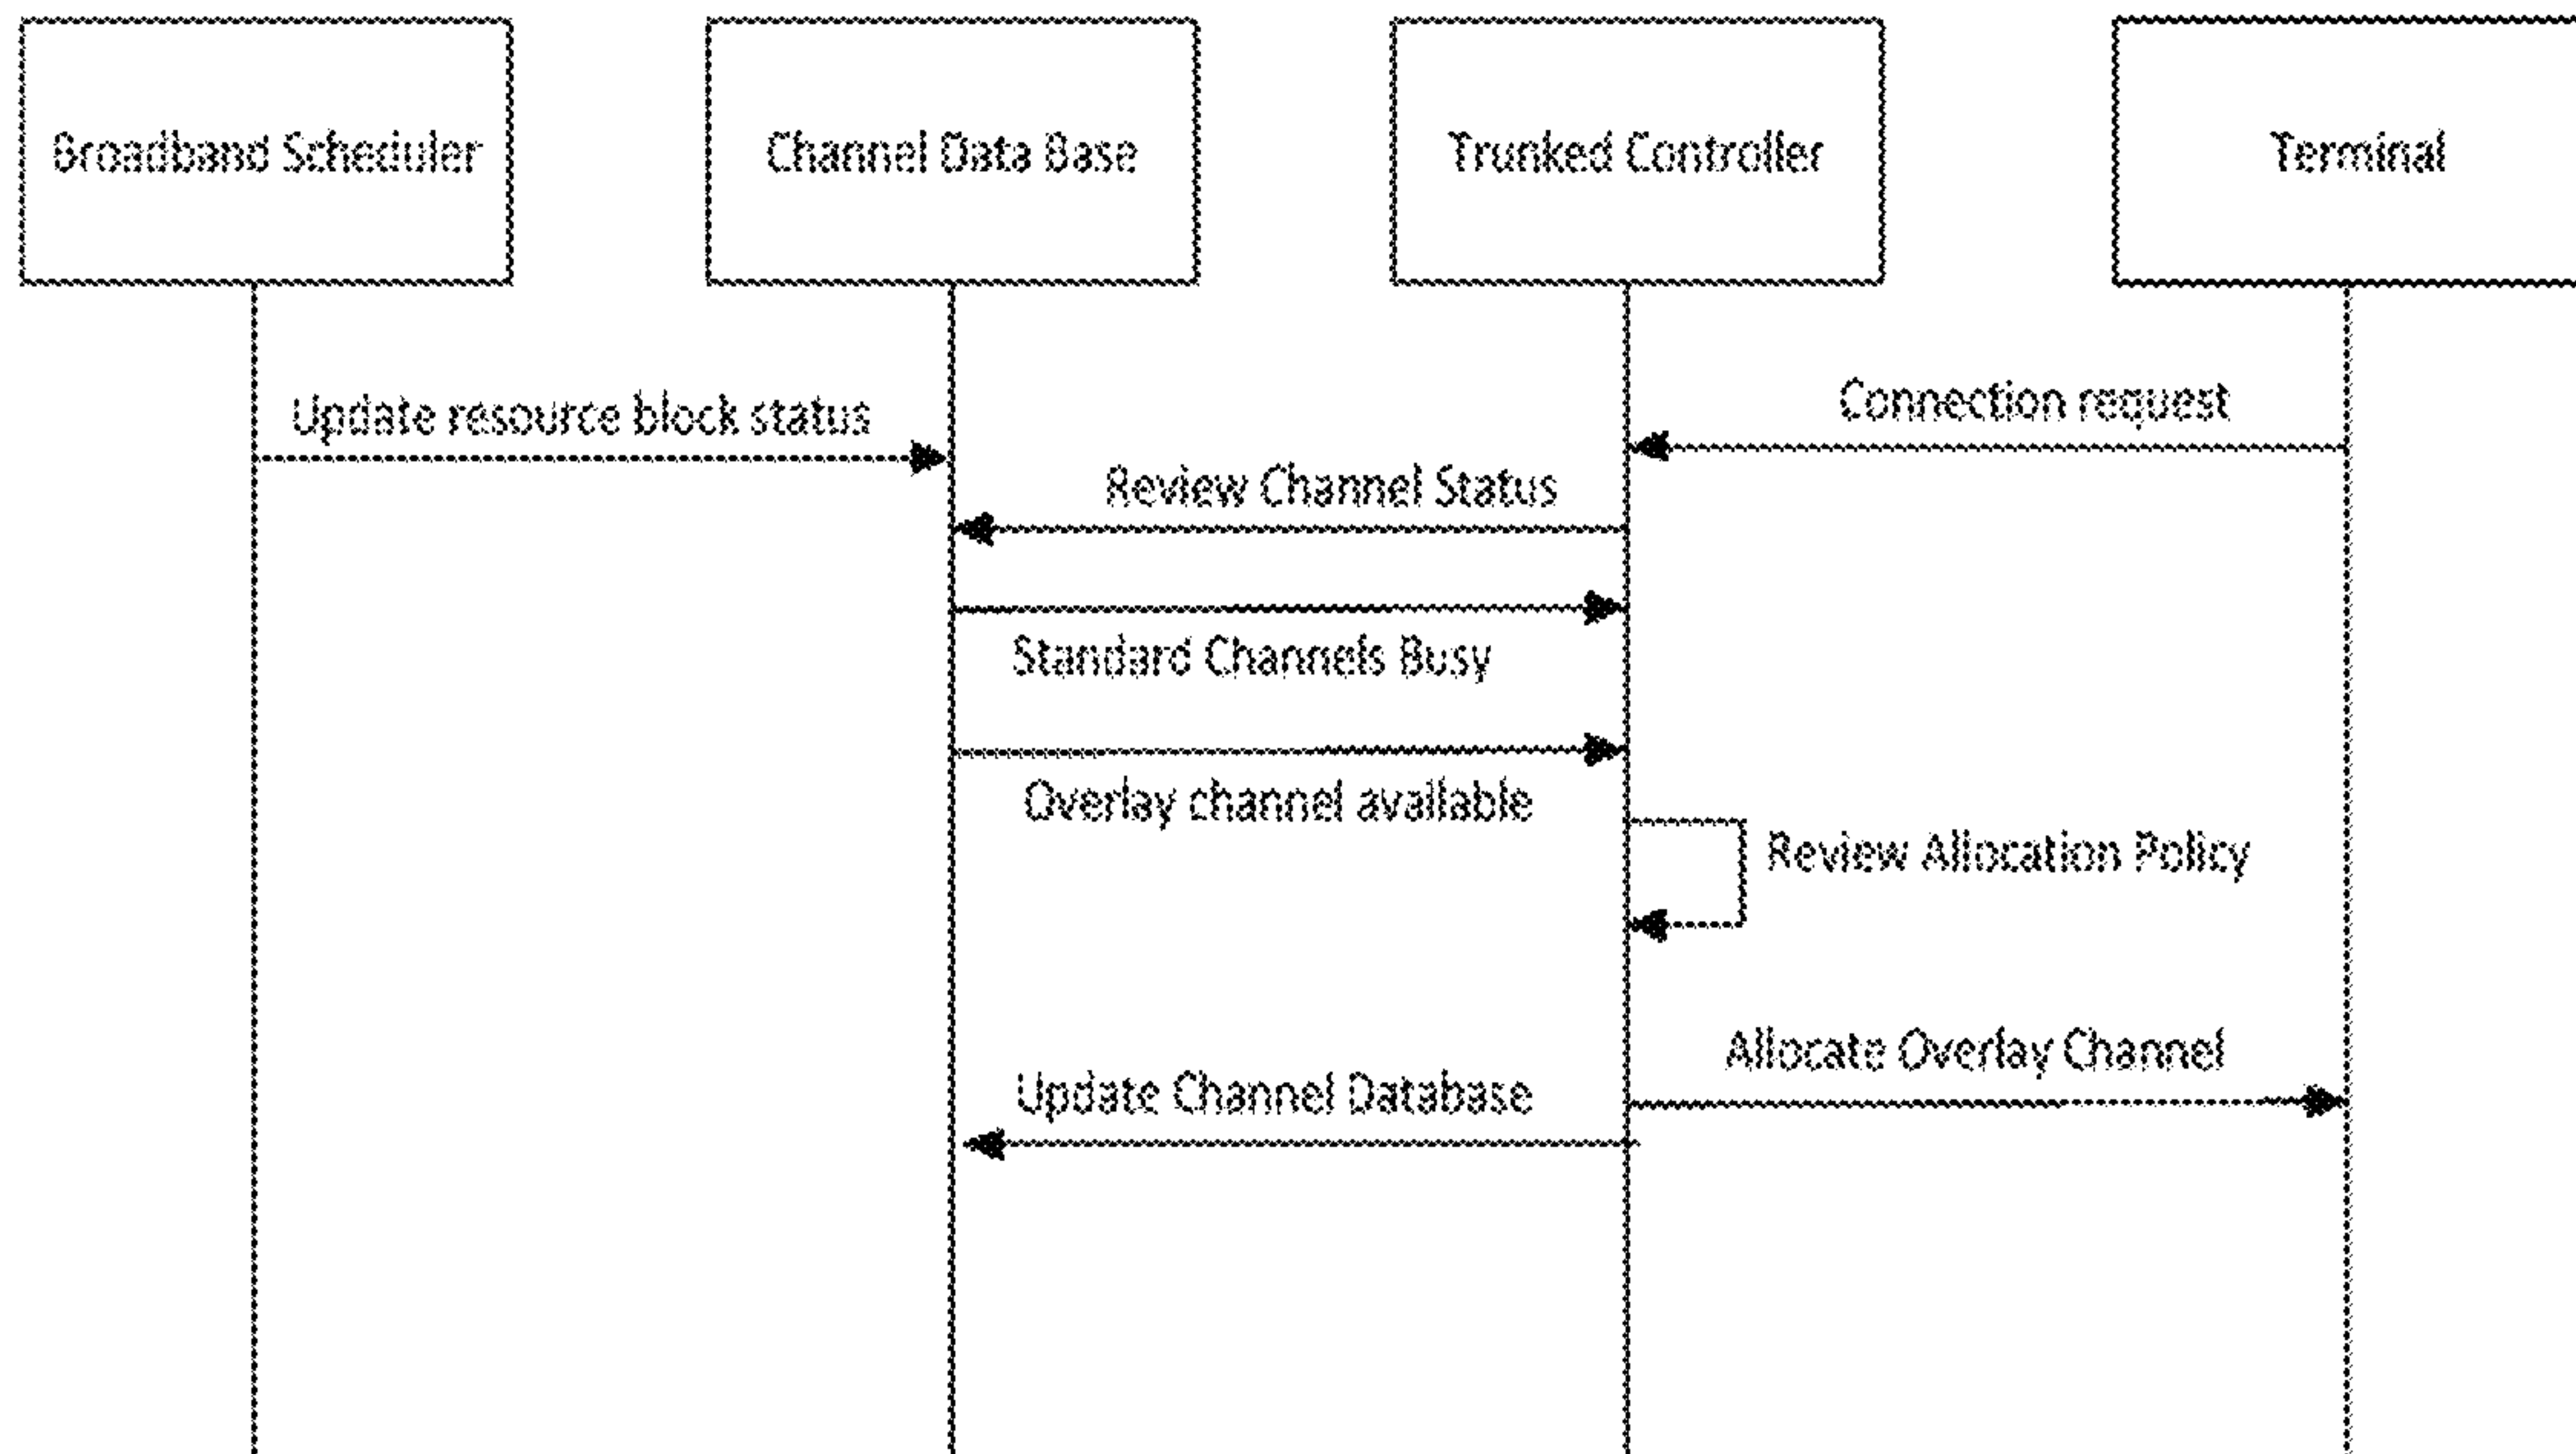 Broadband Scheduler
Channel Data Base
Trunked Controller
Terminal
Connection request
Update resource block status
Review Channel Status
Standard Channels Busy
Overlay channel available
Review Allocation Policy
Allocate Overlay Channel
Update Channel Database